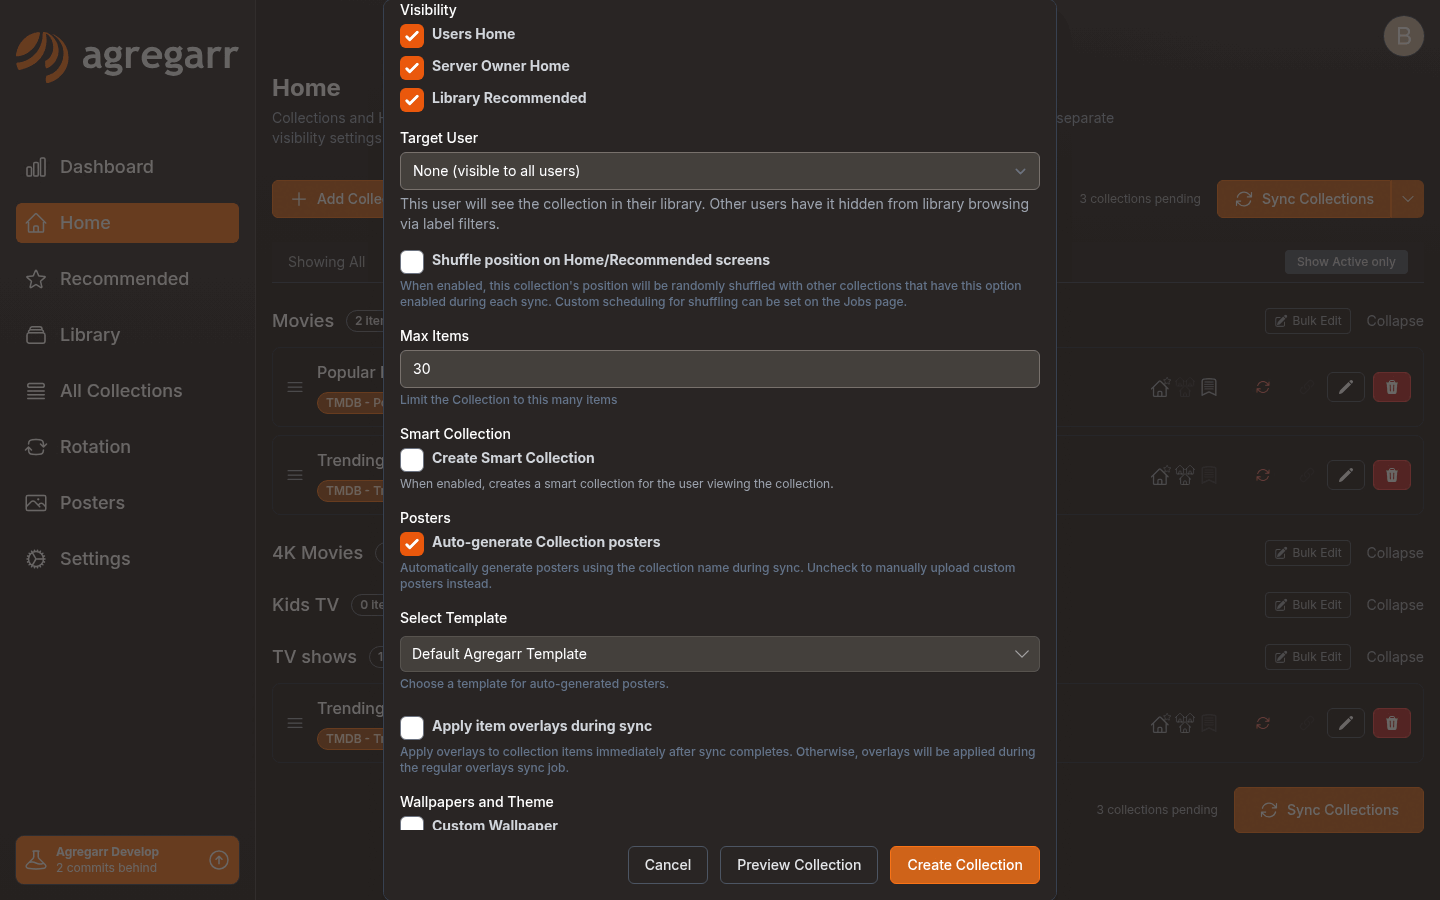 agregarr
B
Home
Collections and H
separate
visibility settings
Dashboard
Home
Recommended
Library
All Collections
Rotation
Posters
Settings
Agregarr Develop
2 commits behind
Add Colle
3 collections pending
Sync Collections
Showing All
Show Active only
Movies
2 iter
Bulk Edit
Collapse
Popular
TMDB - P
Trending
TMDB - Tr
4K Movies
Bulk Edit
Collapse
Kids TV
0 Ite
Bulk Edit
Collapse
TV shows
1
Bulk Edit
Collapse
Trending
TMDB - Tr
3 collections pending
Sync Collections
Visibility
Users Home
Server Owner Home
Library Recommended
Target User
None (visible to all users)
This user will see the collection in their library. Other users have it hidden from library browsing
via label filters.
Shuffle position on Home/Recommended screens
When enabled, this collection's position will be randomly shuffled with other collections that have this option
enabled during each sync. Custom scheduling for shuffling can be set on the Jobs page.
Max Items
30
Limit the Collection to this many items
Smart Collection
Create Smart Collection
When enabled, creates a smart collection for the user viewing the collection.
Posters
Auto-generate Collection posters
Automatically generate posters using the collection name during sync. Uncheck to manually upload custom
posters instead.
Select Template
Default Agregarr Template
Choose a template for auto-generated posters.
Apply item overlays during sync
Apply overlays to collection items immediately after sync completes. Otherwise, overlays will be applied during
the regular overlays sync job.
Wallpapers and Theme
Custom Wallpaper
Cancel
Preview Collection
Create Collection